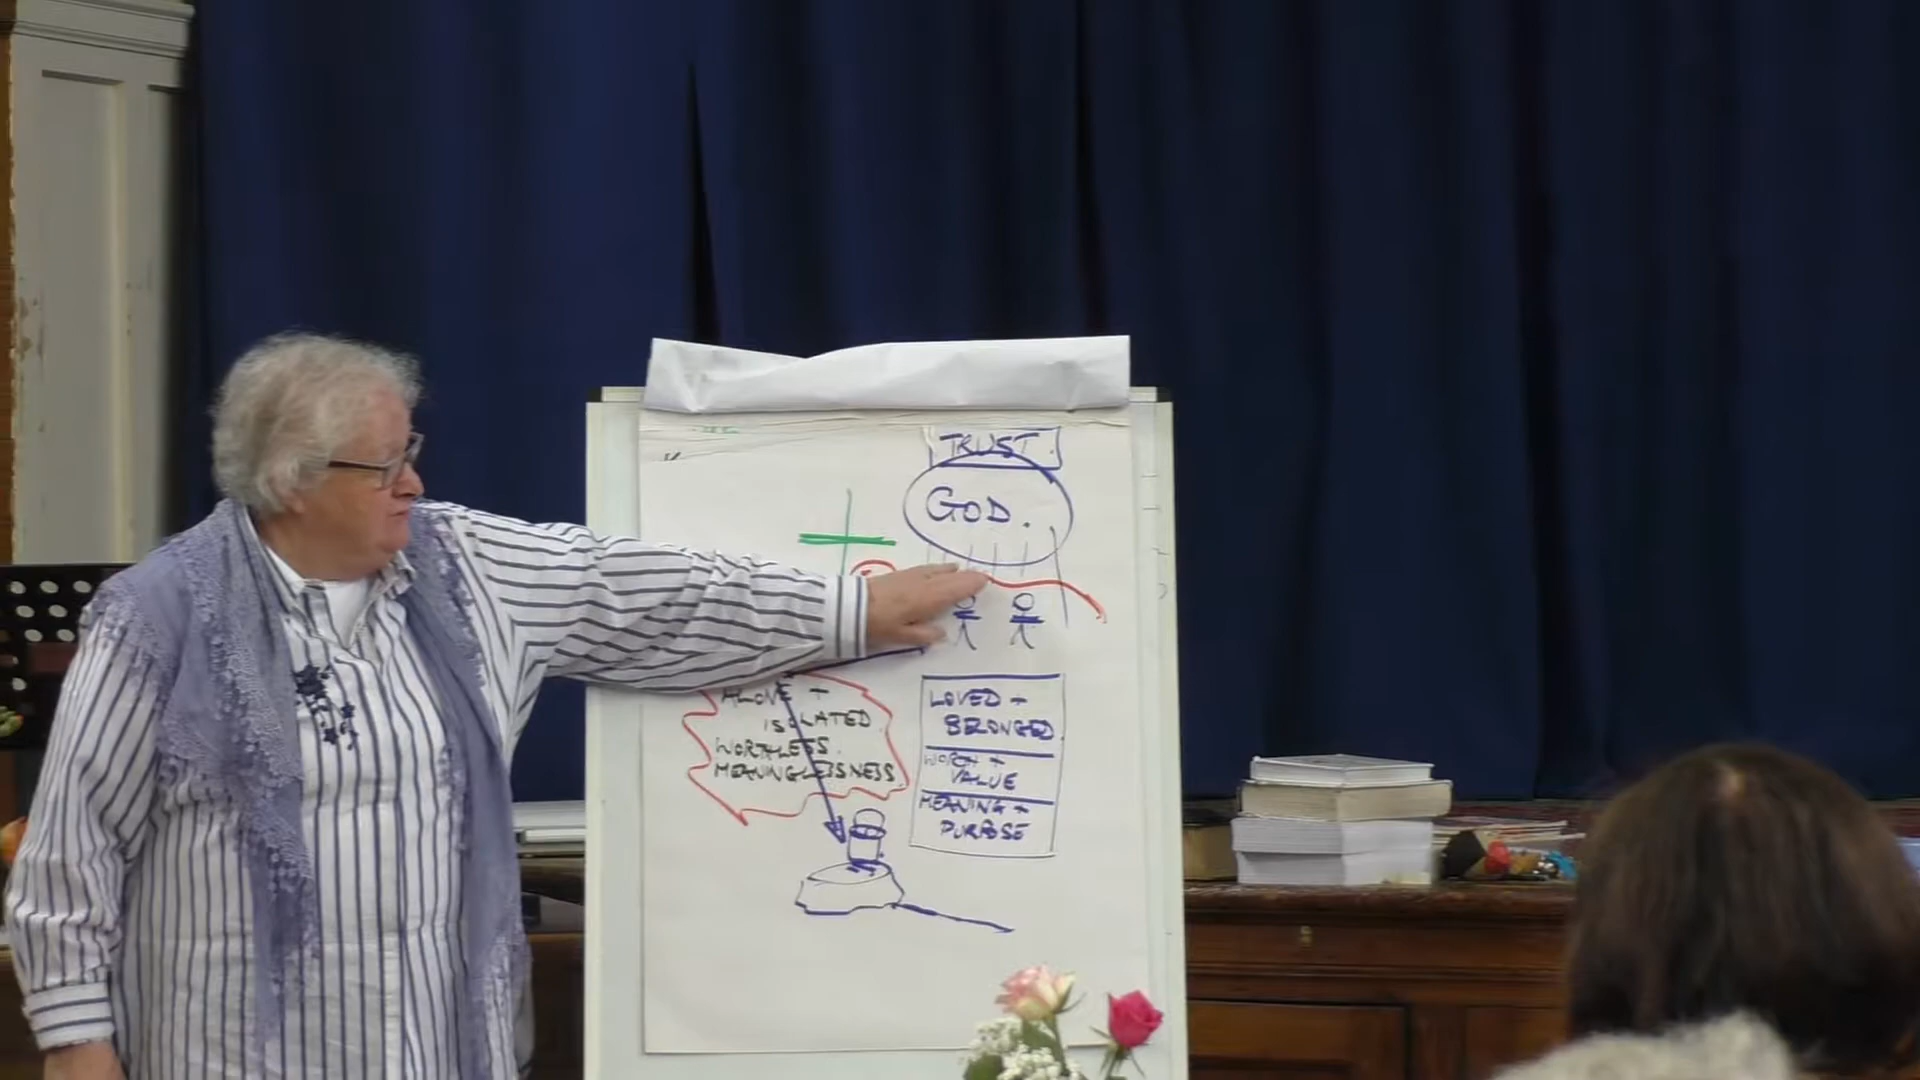 TRUST.
GOD.
ALONE +
ISOLATED
WORTHLESS.
MEANINGLESSNESS
LOVED +
BELONGED.
WORTH +
VALUE
MEANING +
PURPOSE